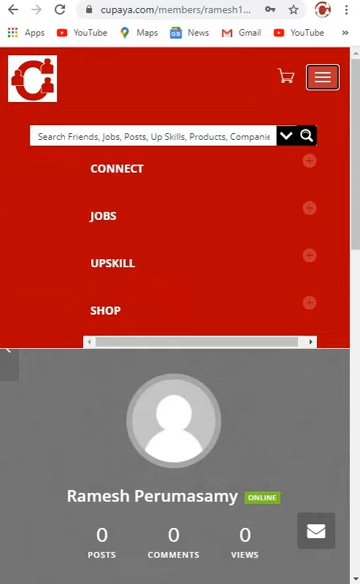 cupaya.com/members/ramesh1...
Apps YouTube Maps News Gmail YouTube
Search Friends, Jobs, Posts, Up Skills, Products, Companie
CONNECT
JOBS
UPSKILL
SHOP
Ramesh Perumasamy ONLINE
0 0 0
POSTS COMMENTS VIEWS